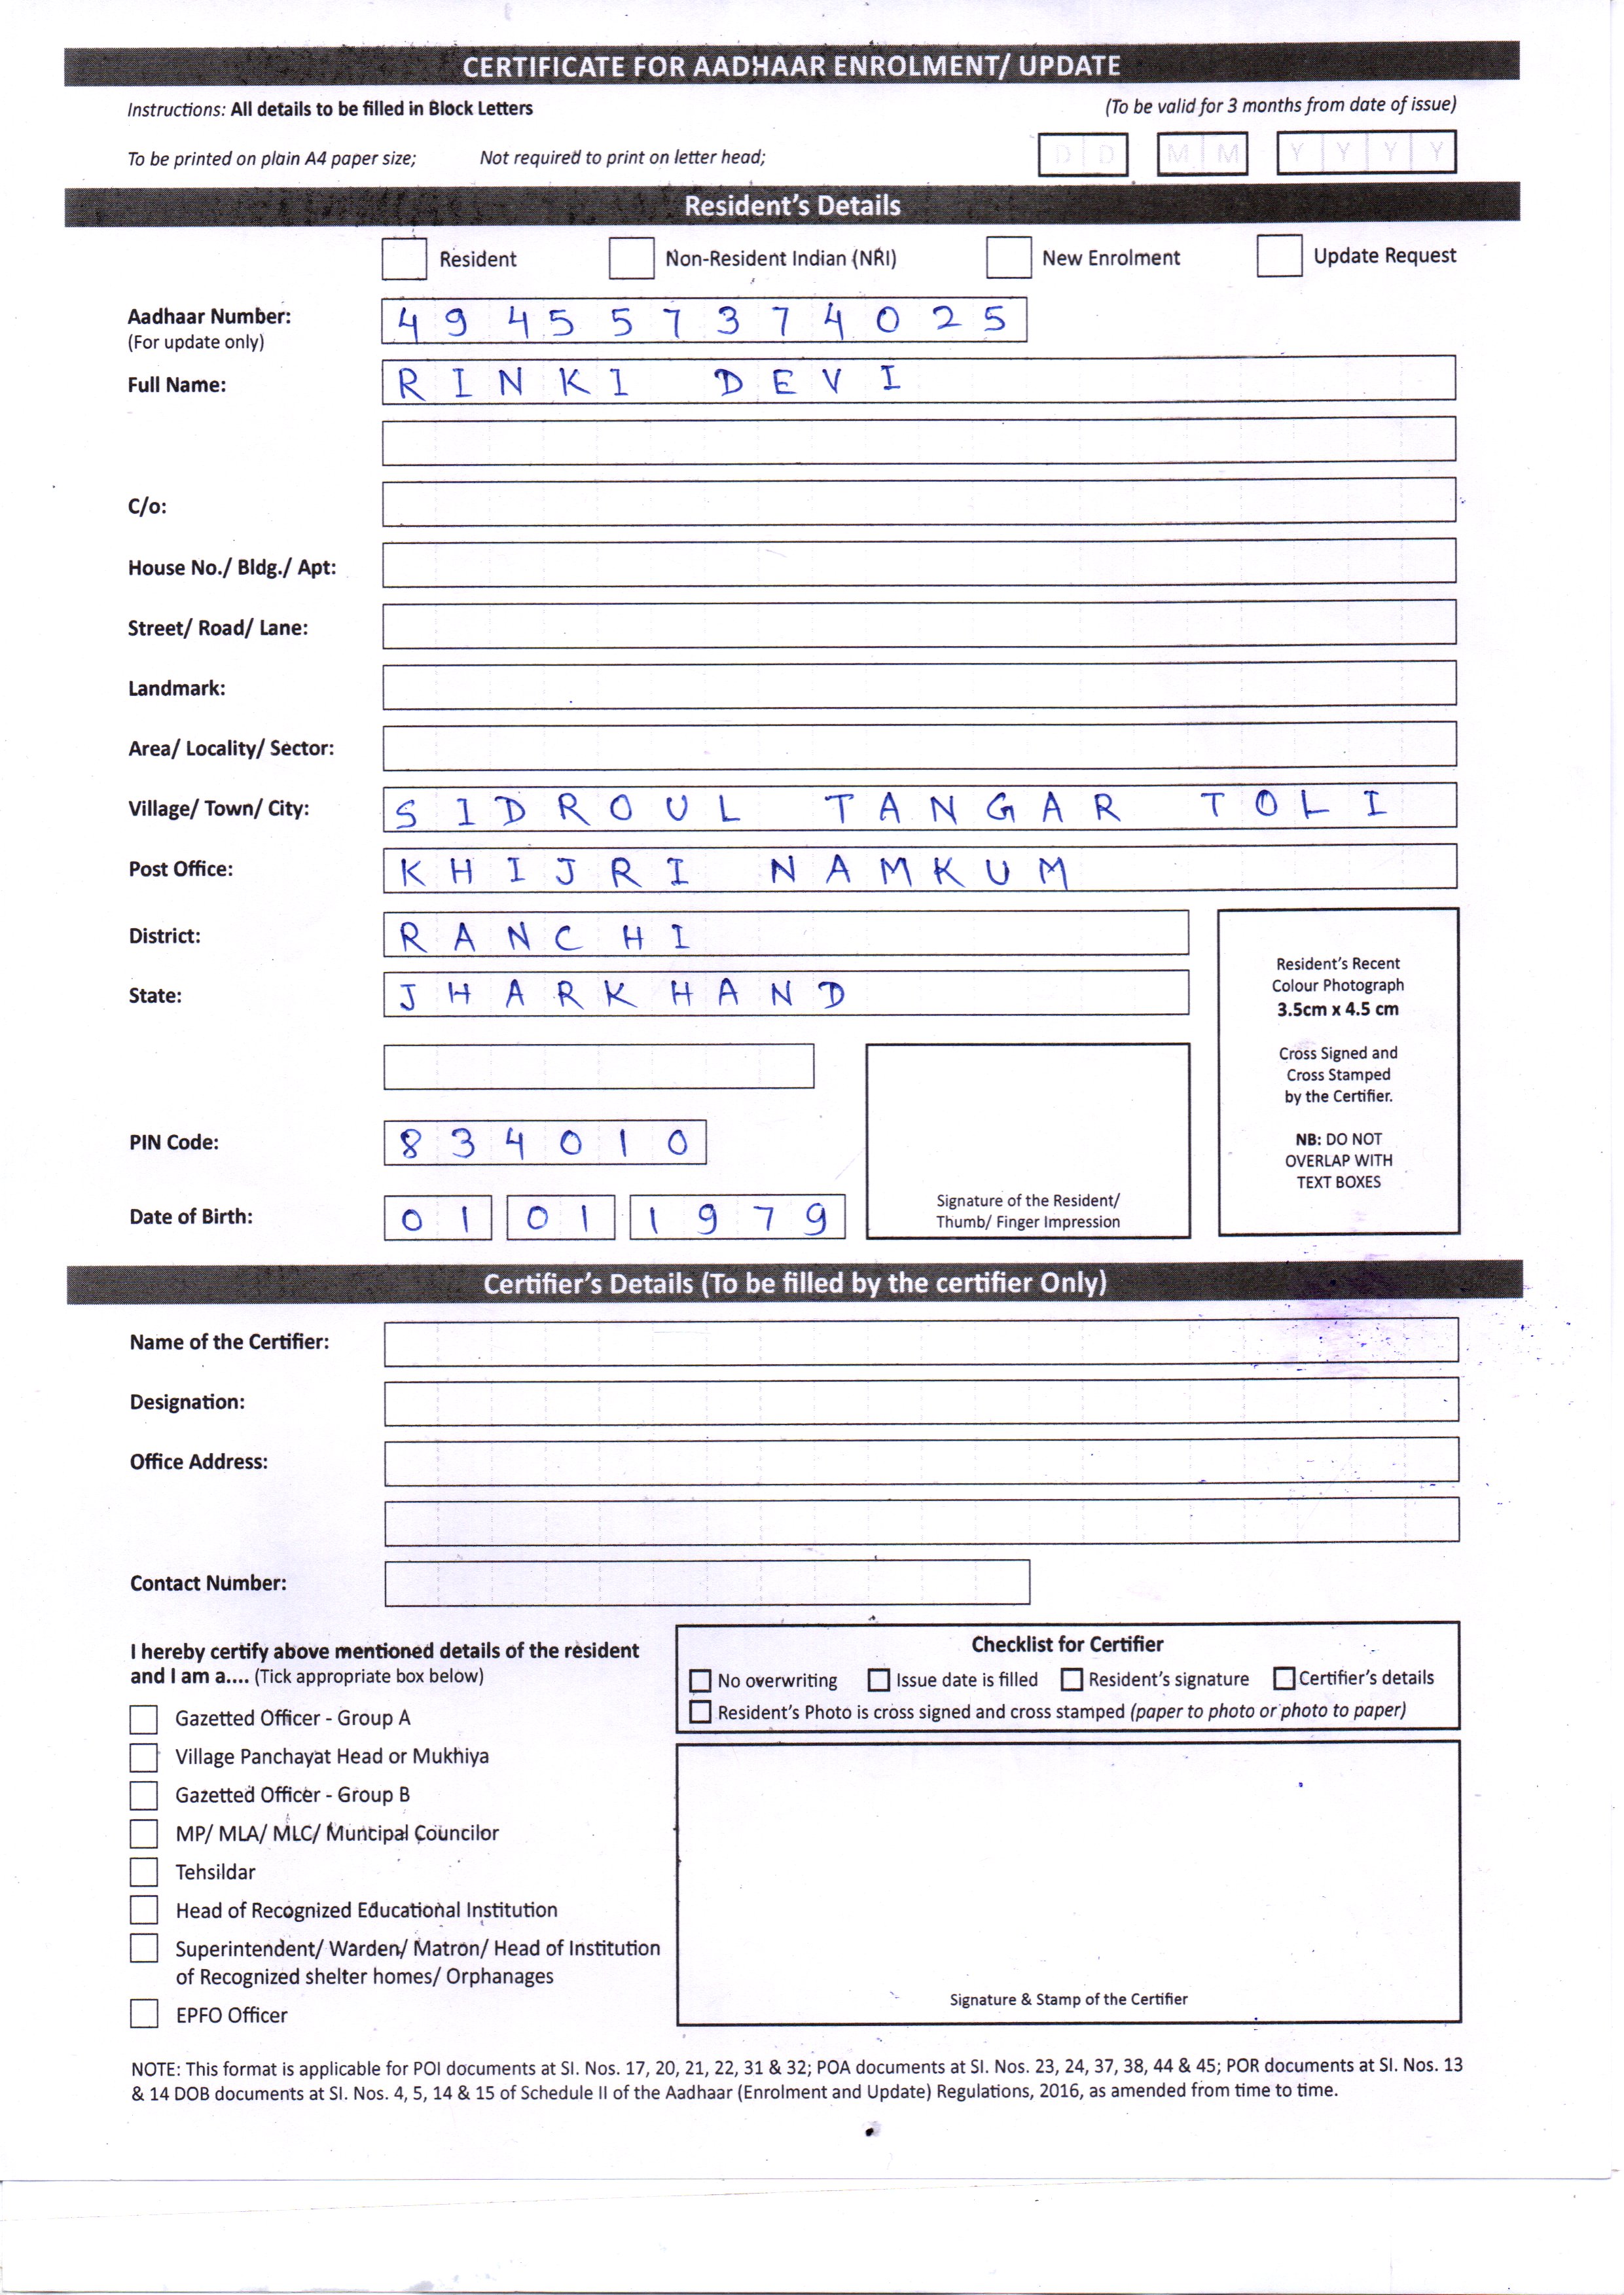 CERTIFICATE FOR AADHAAR ENROLMENT/ UPDATE
Instructions: All details to be filled in Block Letters (To be valid for 3 months from date of issue)
To be printed on plain A4 paper size; Not required to print on letter head; D D M M Y Y Y Y
Resident's Details
Resident Non-Resident Indian (NRI) New Enrolment Update Request
Aadhaar Number: 4 9 4 5 5 7 3 7 4 0 2 5
(For update only)
Full Name: R I N K I D E V I
C/o:
House No./ Bldg./ Apt:
Street/ Road/ Lane:
Landmark:
Area/ Locality/ Sector:
Village/ Town/ City: S I D R O U L T A N G A R T O L I
Post Office: K H I J R I N A M K U M
District: R A N C H I
State: J H A R K H A N D
Resident's Recent
Colour Photograph
3.5cm x 4.5 cm
Cross Signed and
Cross Stamped
by the Certifier.
NB: DO NOT
OVERLAP WITH
TEXT BOXES
PIN Code: 8 3 4 0 1 0
Date of Birth: 0 1 0 1 1 9 7 9
Signature of the Resident/
Thumb/ Finger Impression
Certifier's Details (To be filled by the certifier Only)
Name of the Certifier:
Designation:
Office Address:
Contact Number:
I hereby certify above mentioned details of the resident
and I am a.... (Tick appropriate box below)
Gazetted Officer - Group A
Village Panchayat Head or Mukhiya
Gazetted Officer - Group B
MP/ MLA/ MLC/ Muncipal Councilor
Tehsildar
Head of Recognized Educational Institution
Superintendent/ Warden/ Matron/ Head of Institution
of Recognized shelter homes/ Orphanages
EPFO Officer
Checklist for Certifier
No overwriting Issue date is filled Resident's signature Certifier's details
Resident's Photo is cross signed and cross stamped (paper to photo or photo to paper)
Signature & Stamp of the Certifier
NOTE: This format is applicable for POI documents at SI. Nos. 17, 20, 21, 22, 31 & 32; POA documents at SI. Nos. 23, 24, 37, 38, 44 & 45; POR documents at SI. Nos. 13
& 14 DOB documents at SI. Nos. 4, 5, 14 & 15 of Schedule II of the Aadhaar (Enrolment and Update) Regulations, 2016, as amended from time to time.